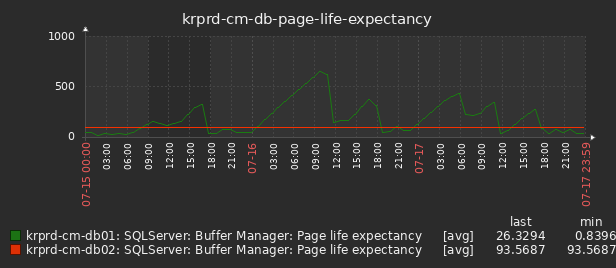 krprd-cm-db-page-life-expectancy
1000
500
0
07-15 00:00 03:00 06:00 09:00 12:00 15:00 18:00 21:00 07-16 03:00 06:00 09:00 12:00 15:00 18:00 21:00 07-17 03:00 06:00 09:00 12:00 15:00 18:00 21:00 07-17 23:59
last min
krprd-cm-db01: SQLServer: Buffer Manager: Page life expectancy [avg] 26.3294 0.8396
krprd-cm-db02: SQLServer: Buffer Manager: Page life expectancy [avg] 93.5687 93.5687